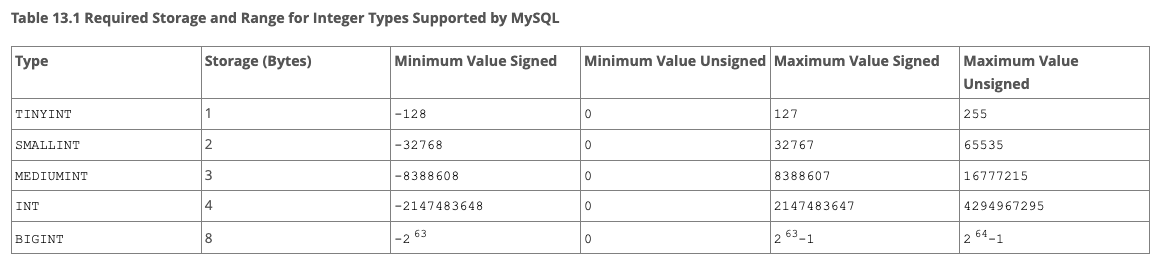 Table 13.1 Required Storage and Range for Integer Types Supported by MySQL
Type Storage (Bytes) Minimum Value Signed Minimum Value Unsigned Maximum Value Signed Maximum Value Unsigned
TINYINT 1 -128 0 127 255
SMALLINT 2 -32768 0 32767 65535
MEDIUMINT 3 -8388608 0 8388607 16777215
INT 4 -2147483648 0 2147483647 4294967295
BIGINT 8 -2^63 0 2^63-1 2^64-1